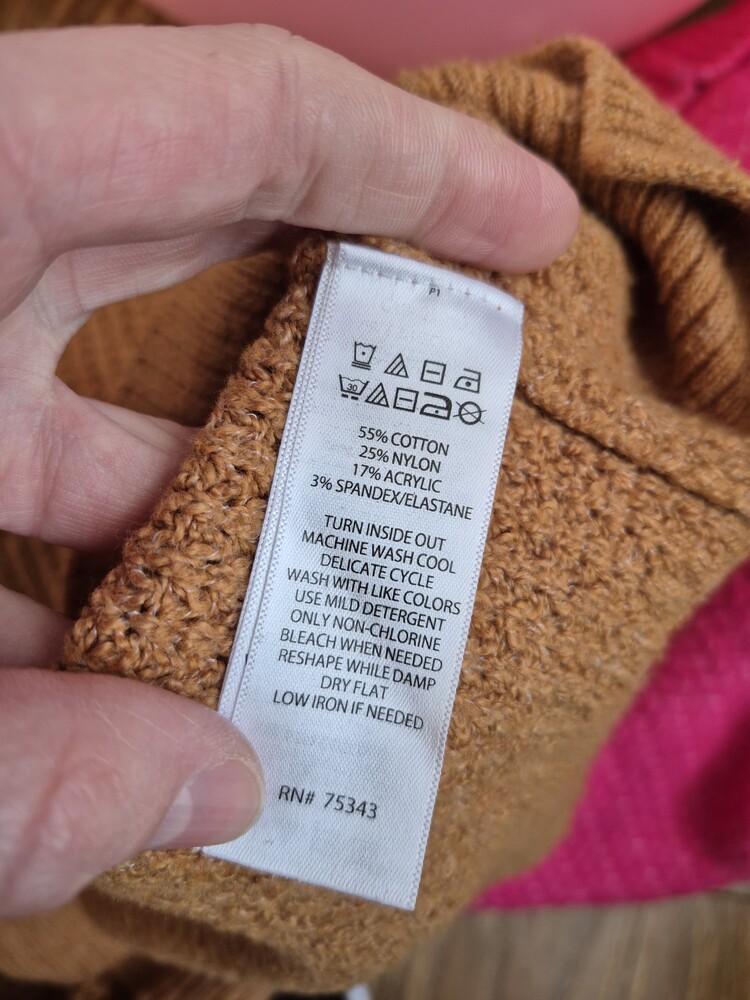 P1
30
55% COTTON
25% NYLON
17% ACRYLIC
3% SPANDEX/ELASTANE
TURN INSIDE OUT
MACHINE WASH COOL
DELICATE CYCLE
WASH WITH LIKE COLORS
USE MILD DETERGENT
ONLY NON-CHLORINE
BLEACH WHEN NEEDED
RESHAPE WHILE DAMP
DRY FLAT
LOW IRON IF NEEDED
RN# 75343